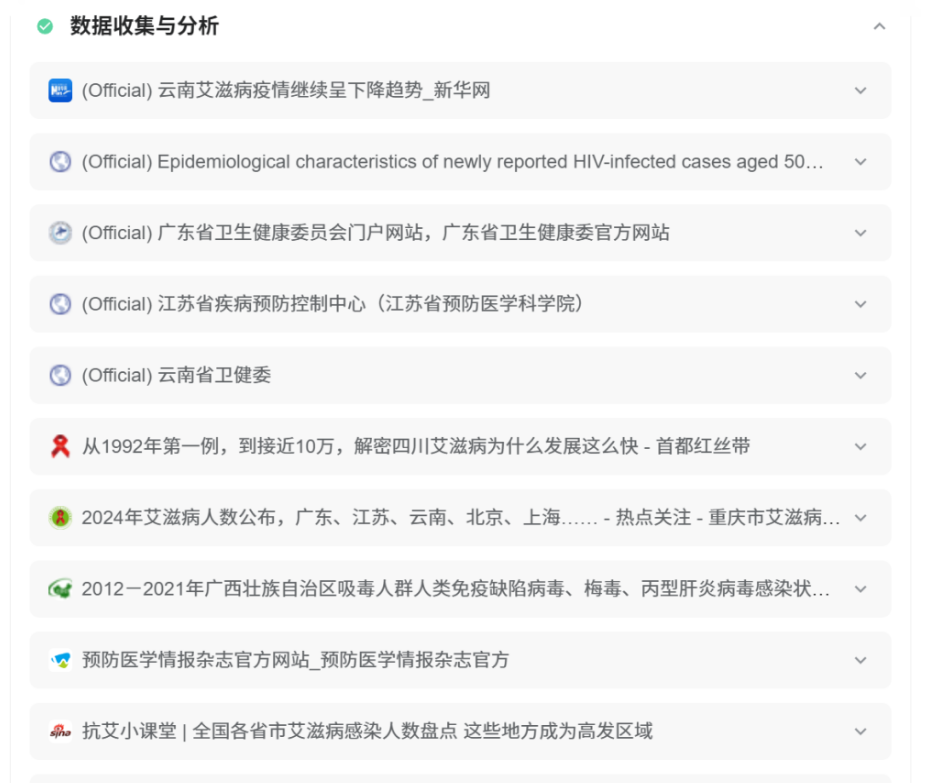 数据收集与分析
(Official) 云南艾滋病疫情继续呈下降趋势_新华网
(Official) Epidemiological characteristics of newly reported HIV-infected cases aged 50…
(Official) 广东省卫生健康委员会门户网站，广东省卫生健康委官方网站
(Official) 江苏省疾病预防控制中心（江苏省预防医学科学院）
(Official) 云南省卫健委
从1992年第一例，到接近10万，解密四川艾滋病为什么发展这么快 - 首都红丝带
2024年艾滋病人数公布，广东、江苏、云南、北京、上海…… - 热点关注 - 重庆市艾滋病…
2012－2021年广西壮族自治区吸毒人群人类免疫缺陷病毒、梅毒、丙型肝炎病毒感染状…
预防医学情报杂志官方网站_预防医学情报杂志官方
sina 抗艾小课堂 | 全国各省市艾滋病感染人数盘点 这些地方成为高发区域